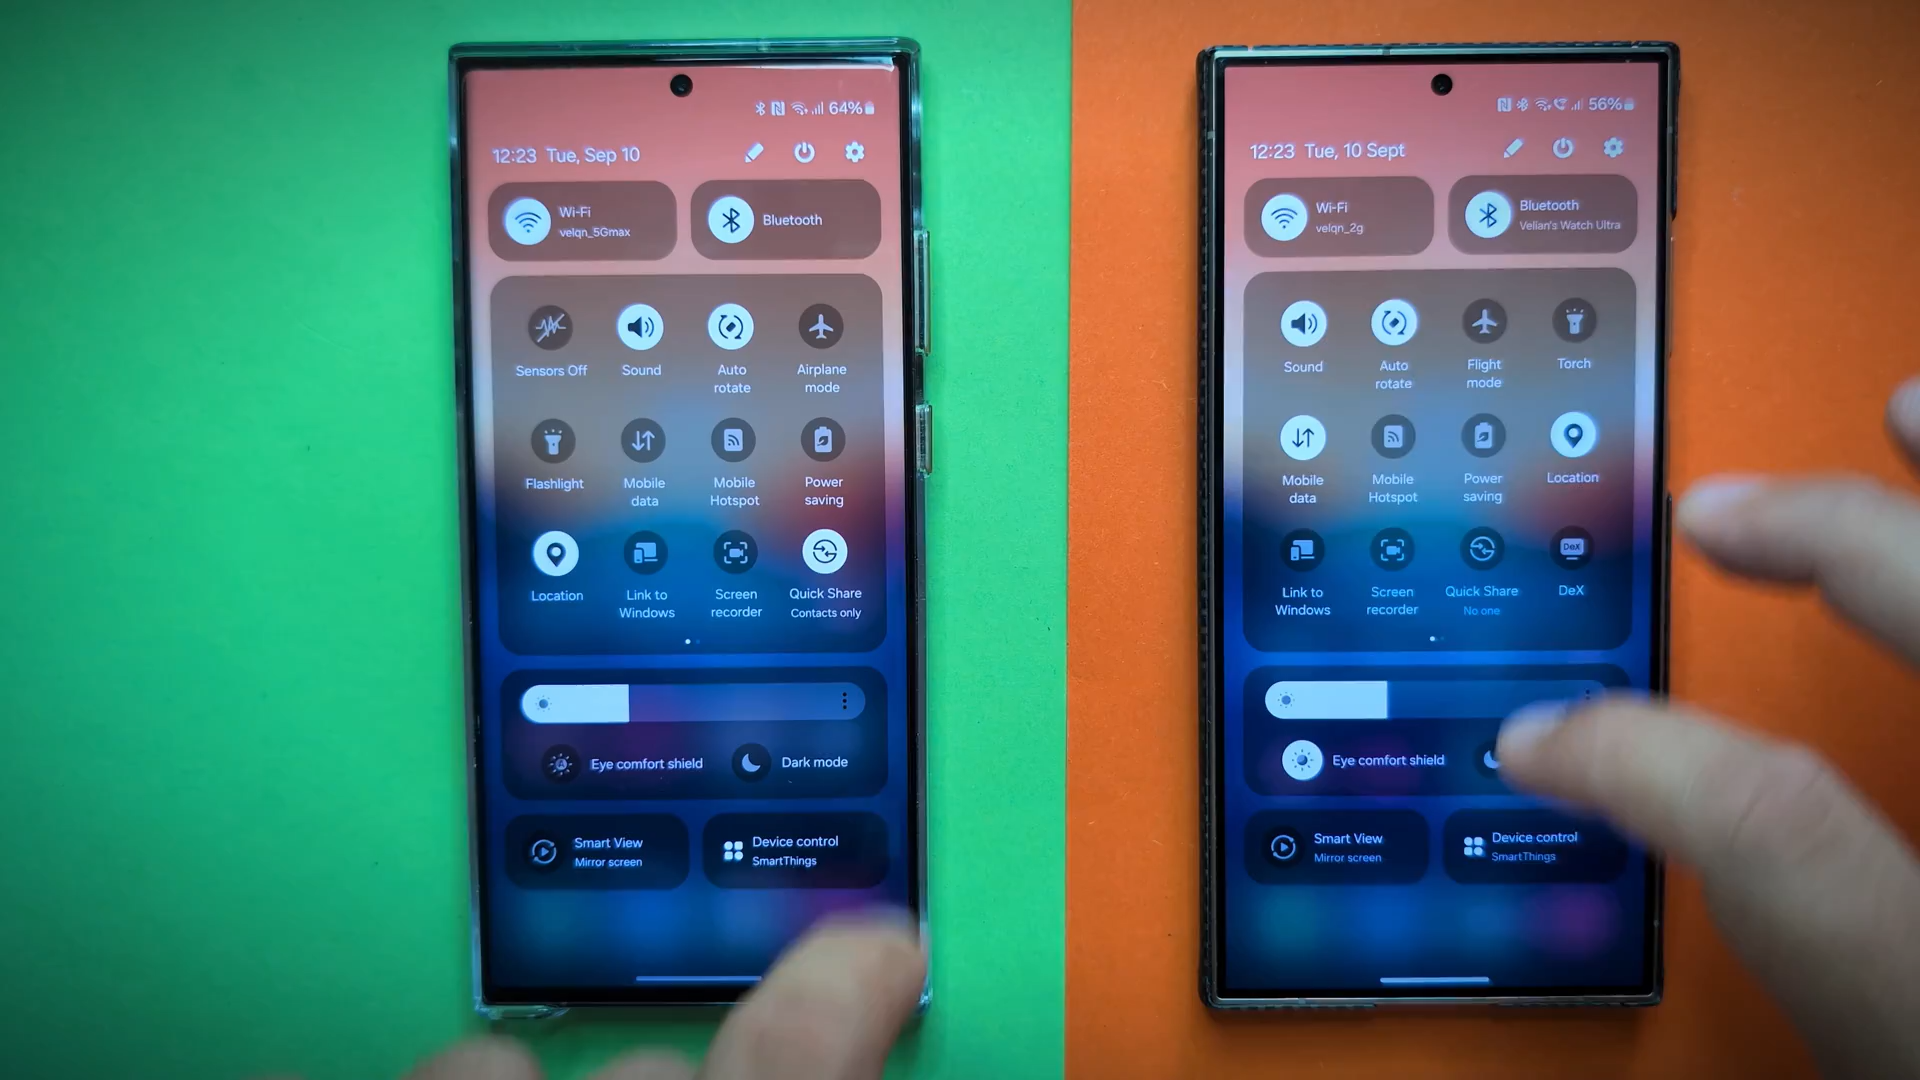 64%
12:23 Tue, Sep 10
Wi-Fi
velqn_5Gmax
Bluetooth
Sensors Off
Sound
Auto
rotate
Airplane
mode
Flashlight
Mobile
data
Mobile
Hotspot
Power
saving
Location
Link to
Windows
Screen
recorder
Quick Share
Contacts only
Eye comfort shield
Dark mode
Smart View
Mirror screen
Device control
SmartThings
56%
12:23 Tue, 10 Sept
Wi-Fi
velqn_2g
Bluetooth
Velian's Watch Ultra
Sound
Auto
rotate
Flight
mode
Torch
Mobile
data
Mobile
Hotspot
Power
saving
Location
Link to
Windows
Screen
recorder
Quick Share
No one
DeX
DeX
Eye comfort shield
Smart View
Mirror screen
Device control
SmartThings